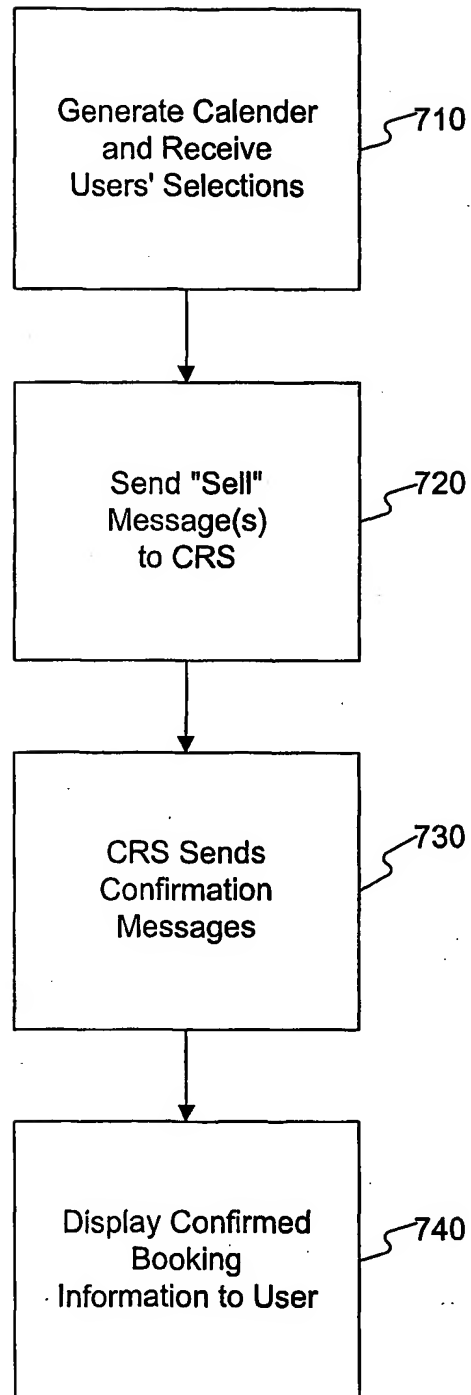 Generate Calender
and Receive
Users' Selections
710
Send "Sell"
Message(s)
to CRS
720
CRS Sends
Confirmation
Messages
730
Display Confirmed
Booking
Information to User
740